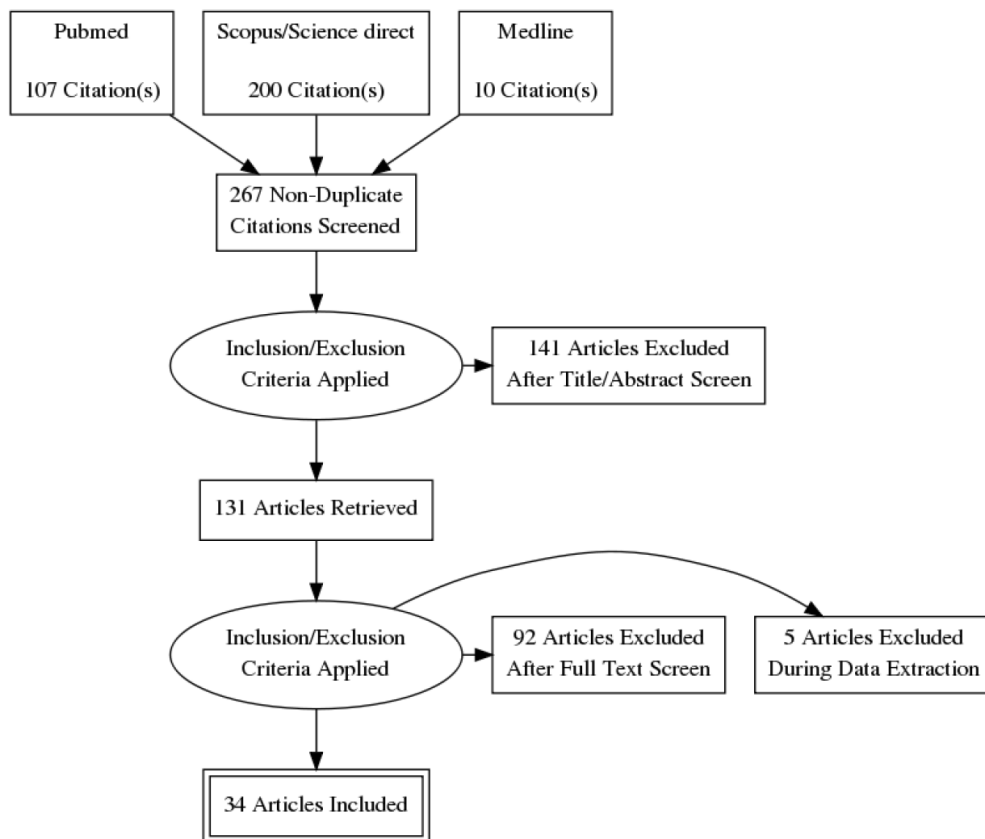 Pubmed
107 Citation(s)
Scopus/Science direct
200 Citation(s)
Medline
10 Citation(s)
267 Non-Duplicate
Citations Screened
Inclusion/Exclusion
Criteria Applied
141 Articles Excluded
After Title/Abstract Screen
131 Articles Retrieved
Inclusion/Exclusion
Criteria Applied
92 Articles Excluded
After Full Text Screen
5 Articles Excluded
During Data Extraction
34 Articles Included